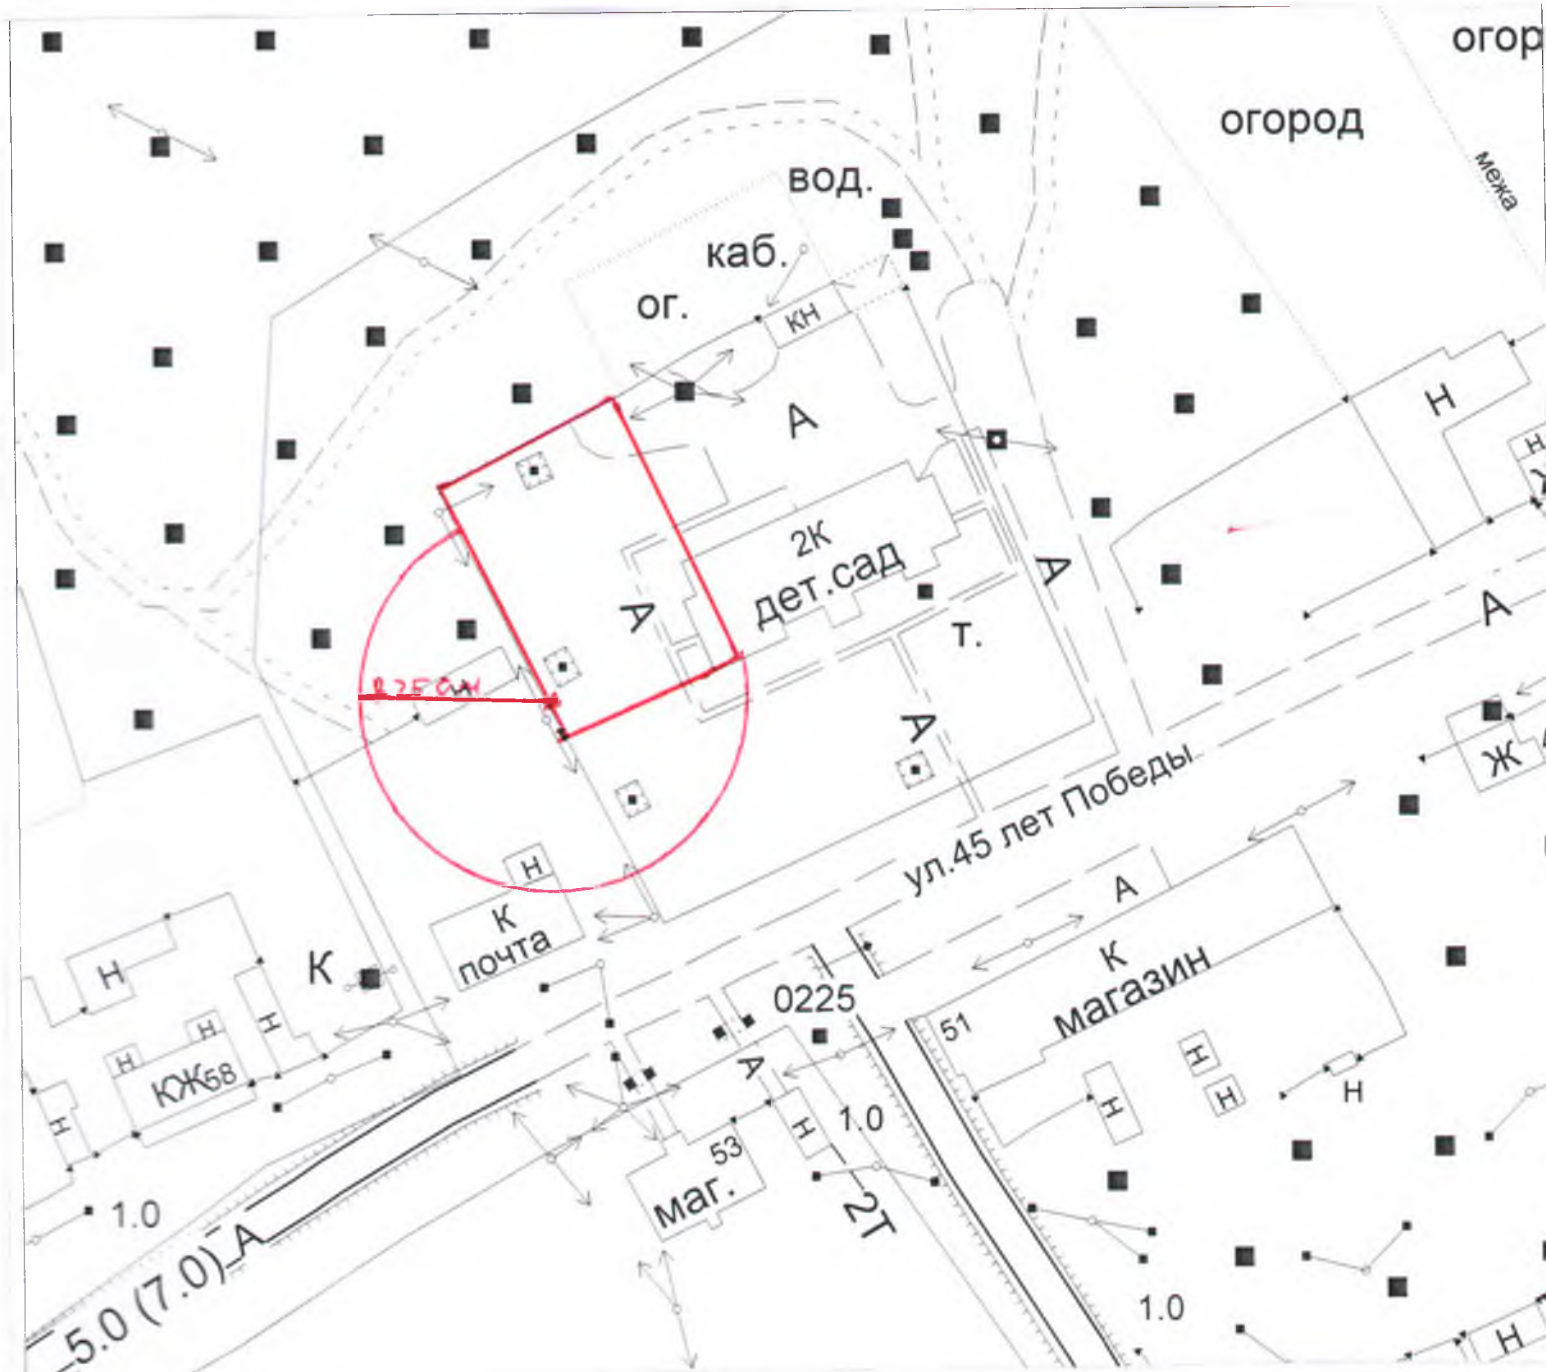 огор
огород
межа
вод.
каб.
ог.
КН
А
Н
Н
2К
дет.сад
А
А
т.
А
А
Ж
ул.45 лет Победы
Н
К
почта
А
К
магазин
К
Н
Н
Н
Н
КЖ58
Н
0225
51
А
Н
1.0
53
маг.
2Т
Н
Н
Н
Н
1.0
5.0 (7.0) А
1.0
Н